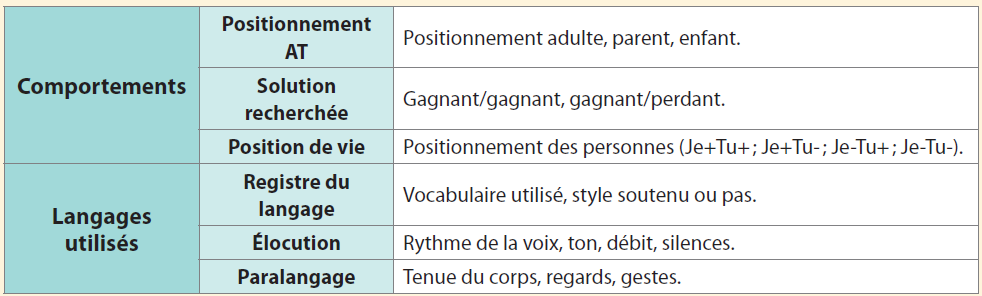 Comportements
Positionnement
AT
Positionnement adulte, parent, enfant.
Solution
recherchée
Gagnant/gagnant, gagnant/perdant.
Position de vie
Positionnement des personnes (Je+Tu+ ; Je+Tu- ; Je-Tu+ ; Je-Tu-).
Langages
utilisés
Registre du
langage
Vocabulaire utilisé, style soutenu ou pas.
Élocution
Rythme de la voix, ton, débit, silences.
Paralangage
Tenue du corps, regards, gestes.